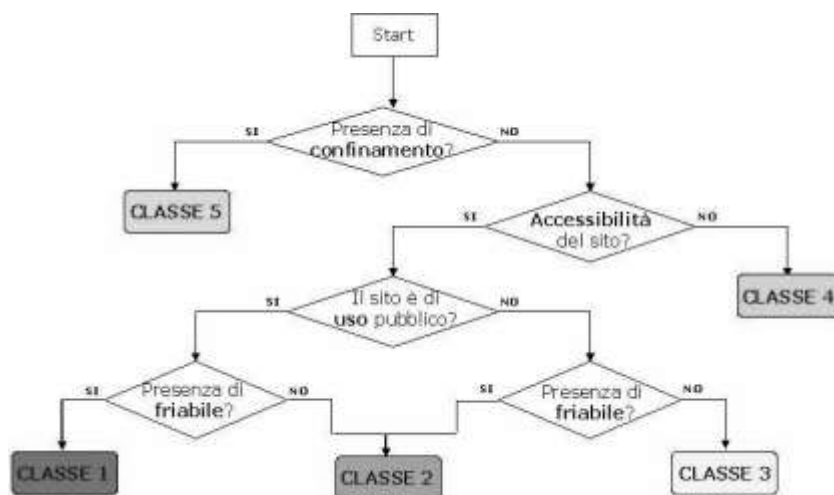 Start
Presenza di
confinamento?
SI
NO
CLASSE 5
Accessibilitá
del sito?
SI
NO
CLASSE 4
Il sito è di
uso pubblico?
SI
NO
Presenza di
friabile?
SI
NO
Presenza di
friabile?
SI
NO
CLASSE 1
CLASSE 2
CLASSE 3